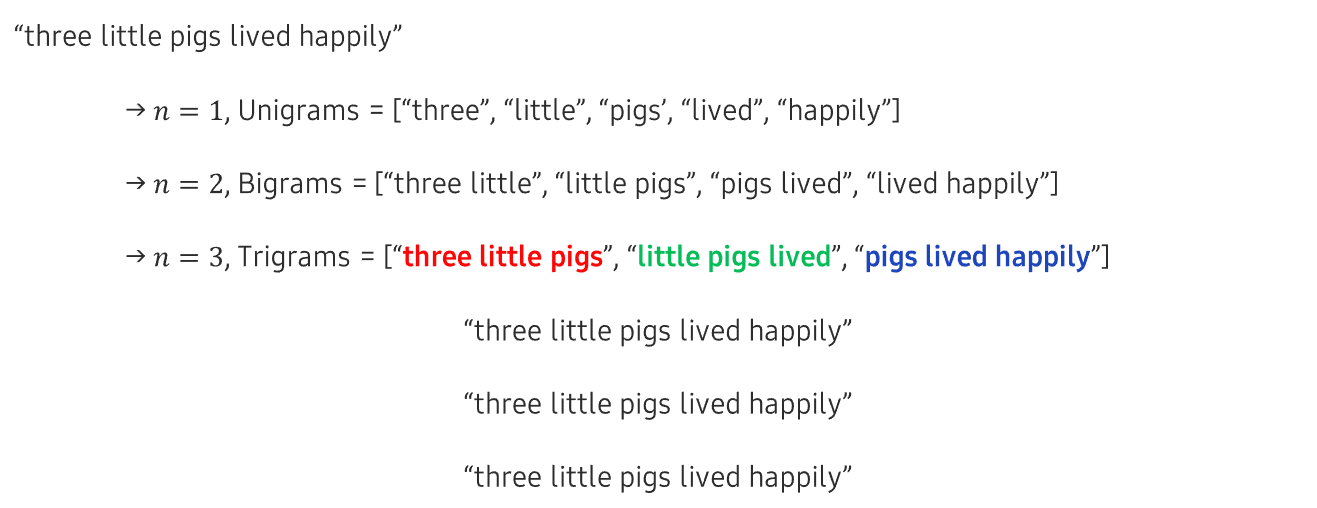 “three little pigs lived happily”
→ n = 1, Unigrams = [“three”, “little”, “pigs’, “lived”, “happily”]
→ n = 2, Bigrams = [“three little”, “little pigs”, “pigs lived”, “lived happily”]
→ n = 3, Trigrams = [“three little pigs”, “little pigs lived”, “pigs lived happily”]
“three little pigs lived happily”
“three little pigs lived happily”
“three little pigs lived happily”